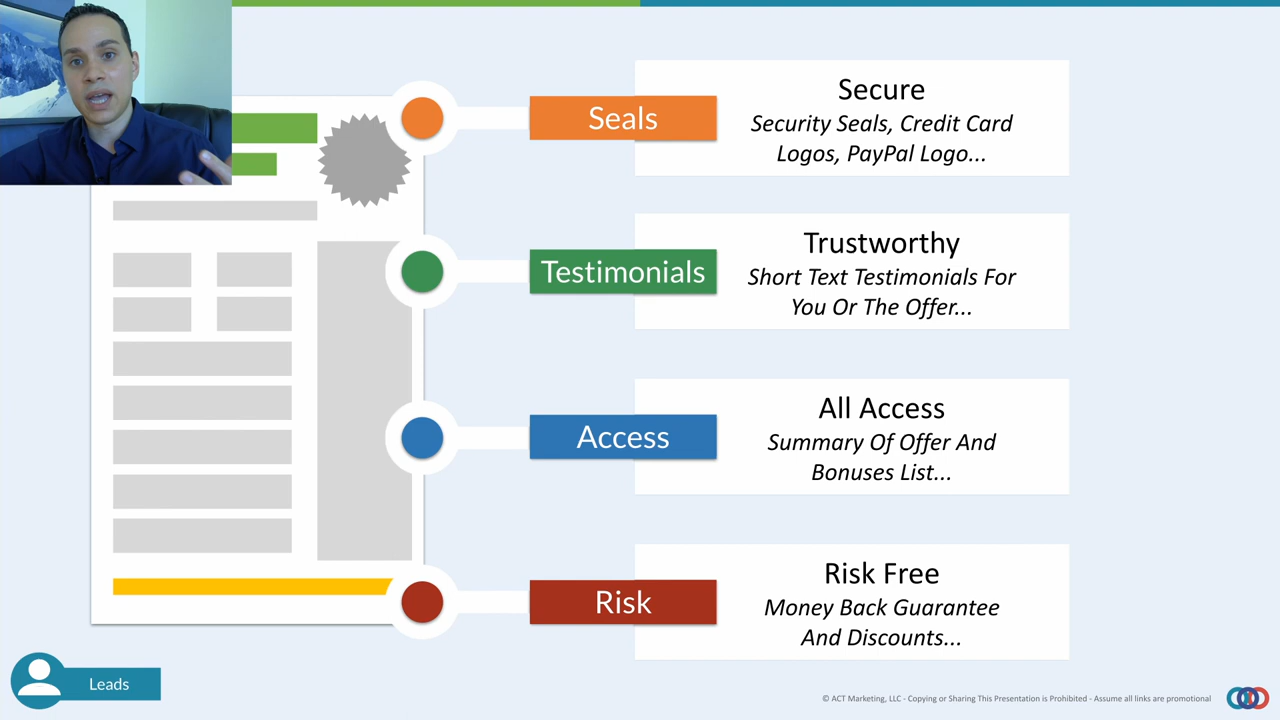 Seals
Secure
Security Seals, Credit Card
Logos, PayPal Logo...
Testimonials
Trustworthy
Short Text Testimonials For
You Or The Offer...
Access
All Access
Summary Of Offer And
Bonuses List...
Risk
Risk Free
Money Back Guarantee
And Discounts...
Leads
© ACT Marketing, LLC - Copying or Sharing This Presentation is Prohibited - Assume all links are promotional